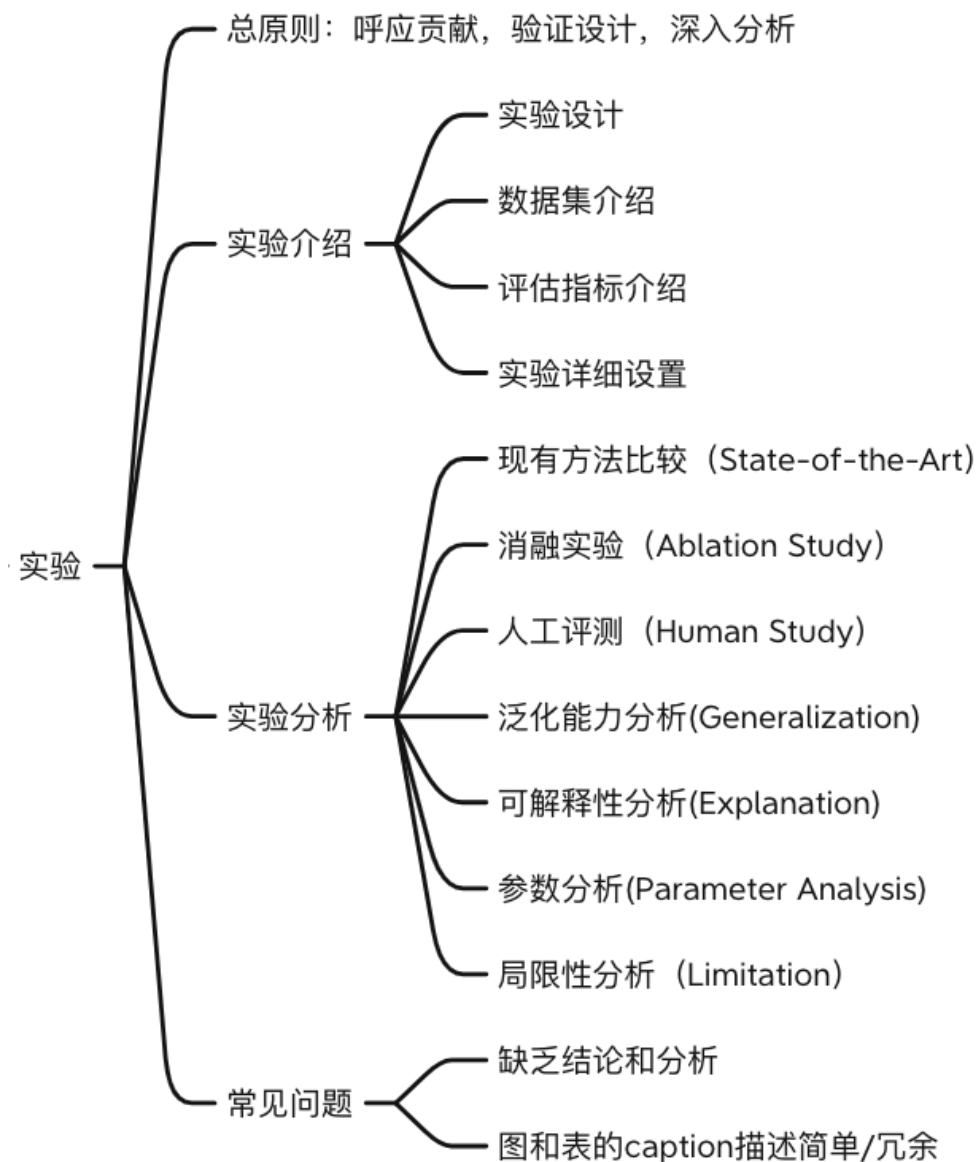 总原则：呼应贡献，验证设计，深入分析
实验设计
数据集介绍
实验介绍
评估指标介绍
实验详细设置
现有方法比较（State-of-the-Art）
消融实验（Ablation Study）
实验
人工评测（Human Study）
实验分析
泛化能力分析(Generalization)
可解释性分析(Explanation)
参数分析(Parameter Analysis)
局限性分析（Limitation）
缺乏结论和分析
常见问题
图和表的caption描述简单/冗余